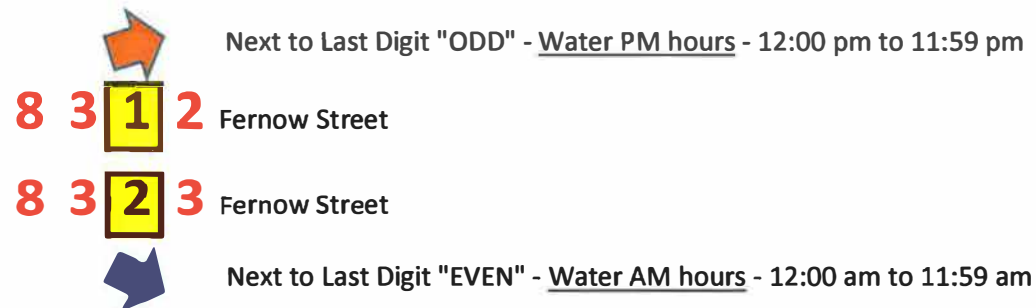 Next to Last Digit "ODD" - Water PM hours - 12:00 pm to 11:59 pm
8 3 1 2 Fernow Street
8 3 2 3 Fernow Street
Next to Last Digit "EVEN" - Water AM hours - 12:00 am to 11:59 am